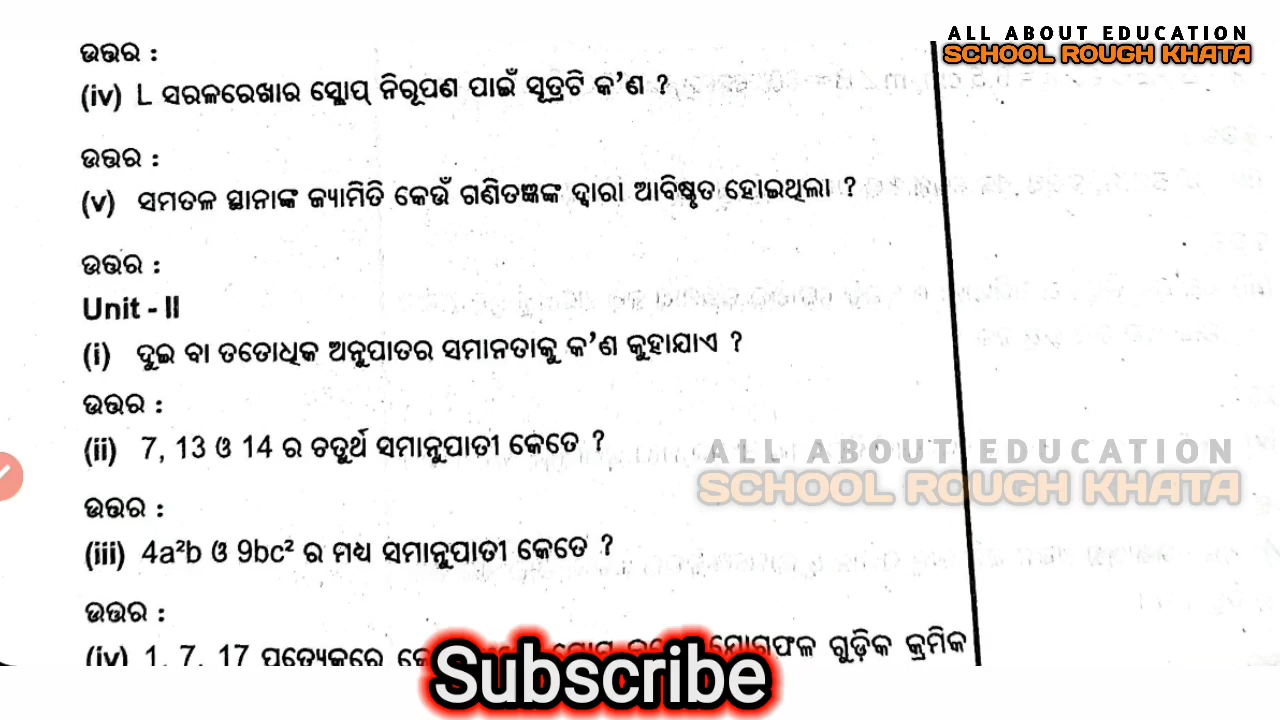 ALL ABOUT EDUCATION
SCHOOL ROUGH KHATA
ଉତ୍ତର :
(iv) L ସରଳରେଖାର ସ୍ଲୋପ୍ ନିରୂପଣ ପାଇଁ ସୂତ୍ରଟି କ’ଣ ?
ଉତ୍ତର :
(v) ସମତଳ ସ୍ଥାନାଙ୍କ ଜ୍ୟାମିତି କେଉଁ ଗଣିତଜ୍ଞଙ୍କ ଦ୍ୱାରା ଆବିଷ୍କୃତ ହୋଇଥିଲା ?
ଉତ୍ତର :
Unit - II
(i) ଦୁଇ ବା ତତୋଧିକ ଅନୁପାତର ସମାନତାକୁ କ’ଣ କୁହାଯାଏ ?
ଉତ୍ତର :
(ii) 7, 13 ଓ 14 ର ଚତୁର୍ଥ ସମାନୁପାତୀ କେତେ ?
ALL ABOUT EDUCATION
SCHOOL ROUGH KHATA
ଉତ୍ତର :
(iii) 4a²b ଓ 9bc² ର ମଧ୍ୟ ସମାନୁପାତୀ କେତେ ?
ଉତ୍ତର :
(iv) 1, 7, 17 ପ୍ରତ୍ୟେକରେ ଯୋଗଫଳ ଗୁଡ଼ିକ କ୍ରମିକ
Subscribe